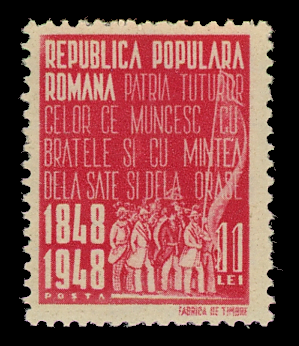 REPUBLICA POPULARA
ROMANA PATRIA TUTUROR
CELOR CE MUNCESC CU
BRATELE SI CU MINTEA
DELA SATE SI DELA ORASE
1848
1948
11
LEI
POSTA
FABRICA DE TIMBRE